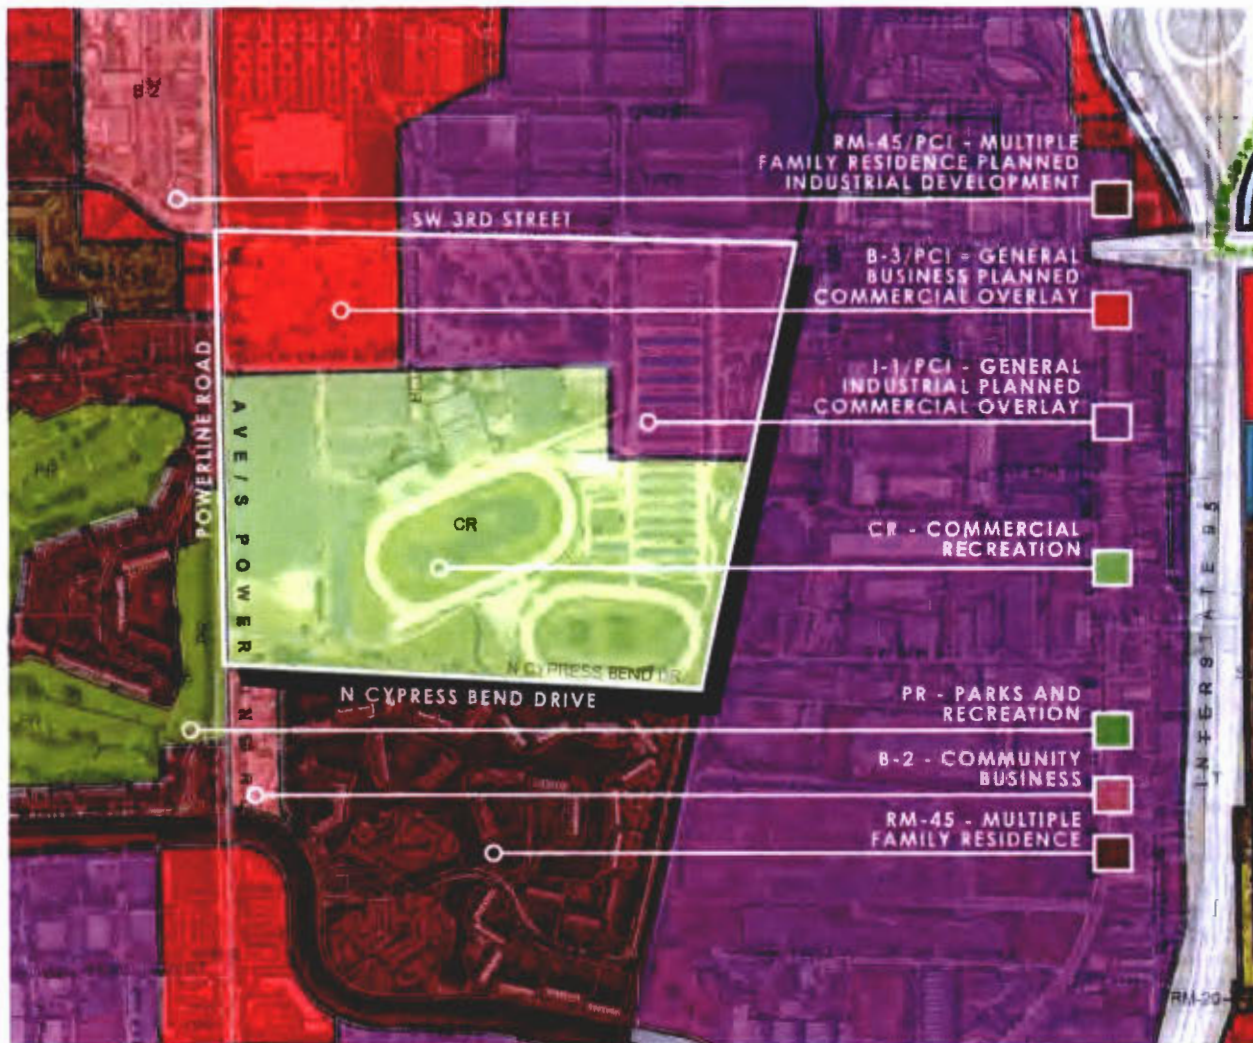 B-2
RM-45/PCI - MULTIPLE
FAMILY RESIDENCE PLANNED
INDUSTRIAL DEVELOPMENT
SW 3RD STREET
B-3/PCI - GENERAL
BUSINESS PLANNED
COMMERCIAL OVERLAY
POWERLINE ROAD
I-1/PCI - GENERAL
INDUSTRIAL PLANNED
COMMERCIAL OVERLAY
AVE/S POWER
CR
CR - COMMERCIAL
RECREATION
INTERSTATE 95
N CYPRESS BEND DR
N CYPRESS BEND DRIVE
PR - PARKS AND
RECREATION
B-2 - COMMUNITY
BUSINESS
RM-45 - MULTIPLE
FAMILY RESIDENCE
RM-20-